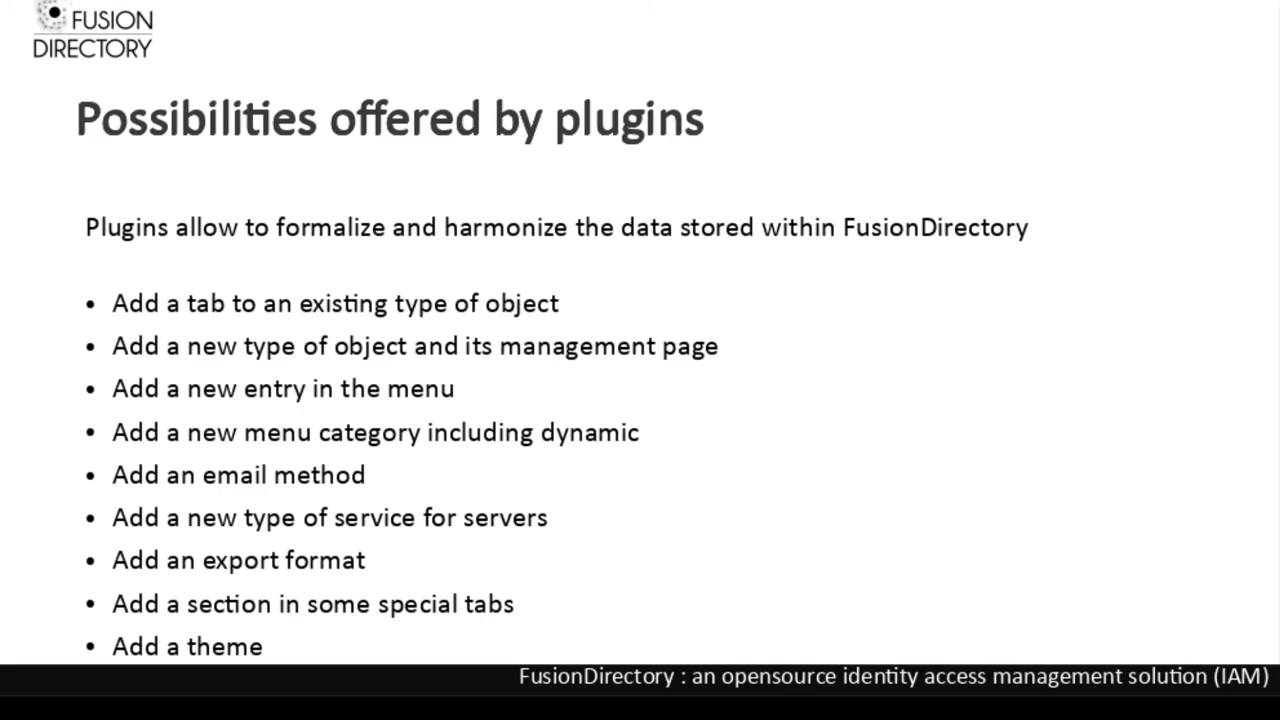 FUSION
DIRECTORY
Possibilities offered by plugins
Plugins allow to formalize and harmonize the data stored within FusionDirectory
• Add a tab to an existing type of object
• Add a new type of object and its management page
• Add a new entry in the menu
• Add a new menu category including dynamic
• Add an email method
• Add a new type of service for servers
• Add an export format
• Add a section in some special tabs
• Add a theme
FusionDirectory : an opensource identity access management solution (IAM)